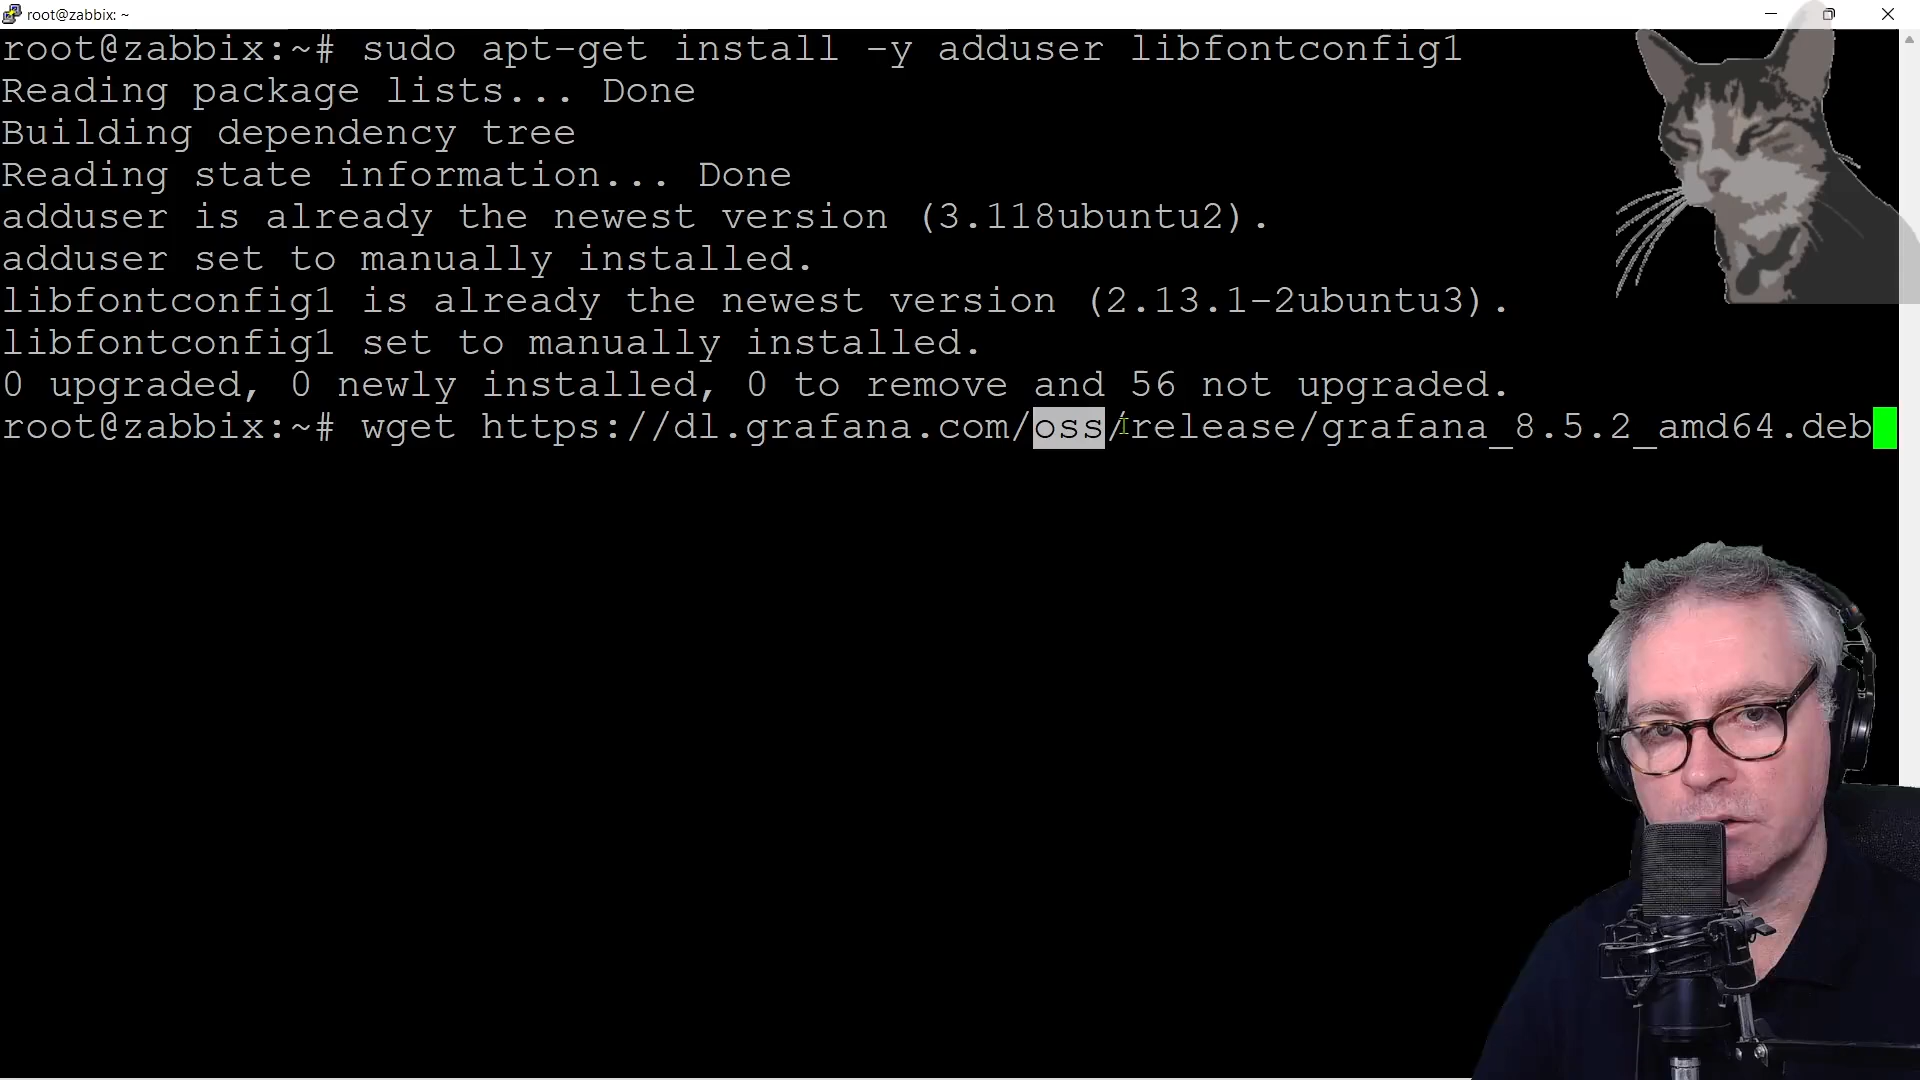 root@zabbix: ~
root@zabbix:~# sudo apt-get install -y adduser libfontconfig1
Reading package lists... Done
Building dependency tree
Reading state information... Done
adduser is already the newest version (3.118ubuntu2).
adduser set to manually installed.
libfontconfig1 is already the newest version (2.13.1-2ubuntu3).
libfontconfig1 set to manually installed.
0 upgraded, 0 newly installed, 0 to remove and 56 not upgraded.
root@zabbix:~# wget https://dl.grafana.com/oss/release/grafana_8.5.2_amd64.deb